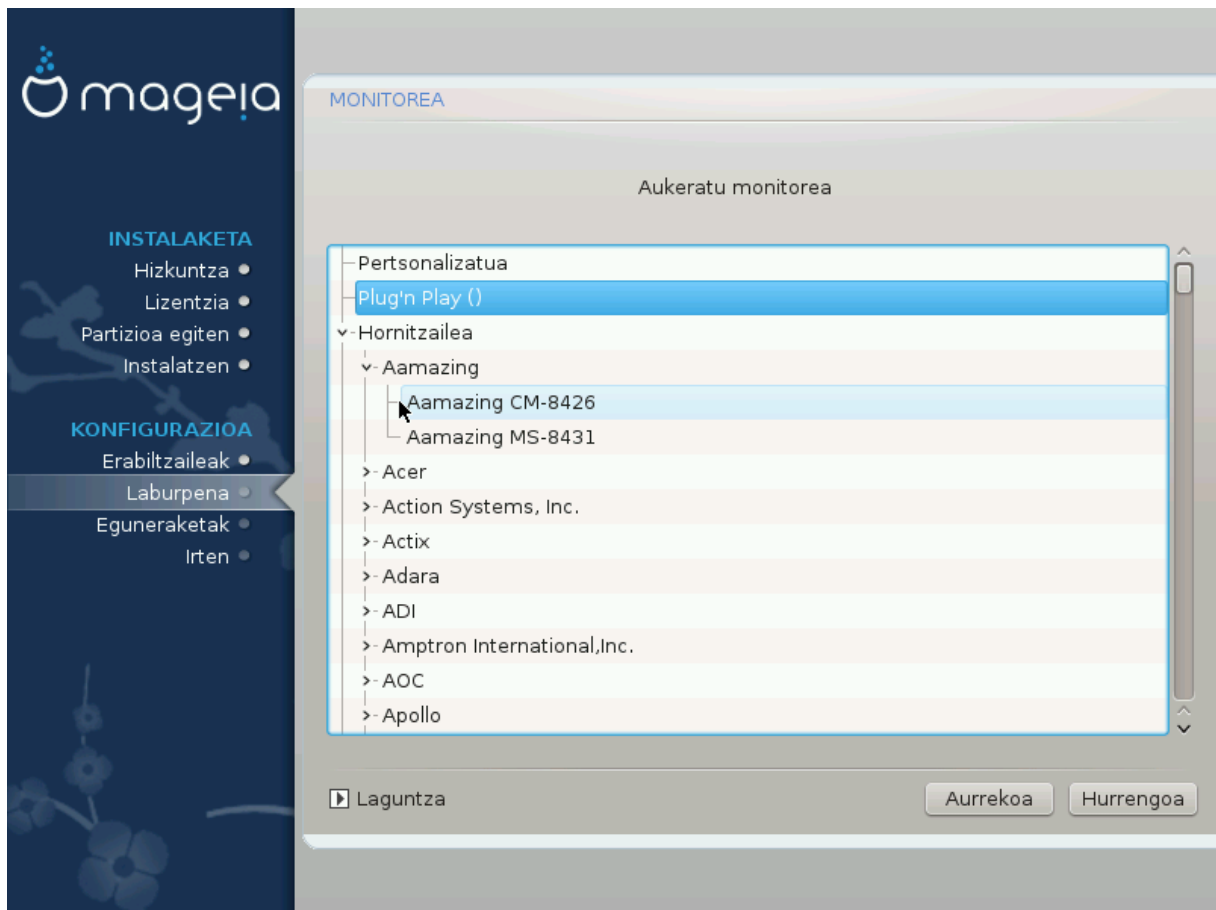 mageia
INSTALAKETA
Hizkuntza
Lizentzia
Partizioa egiten
Instalatzen
KONFIGURAZIOA
Erabiltzaileak
Laburpena
Eguneraketak
Irten
MONITOREA
Aukeratu monitorea
Pertsonalizatua
Plug'n Play ()
Hornitzailea
Aamazing
Aamazing CM-8426
Aamazing MS-8431
Acer
Action Systems, Inc.
Actix
Adara
ADI
Amptron International,Inc.
AOC
Apollo
Laguntza
Aurrekoa
Hurrengoa